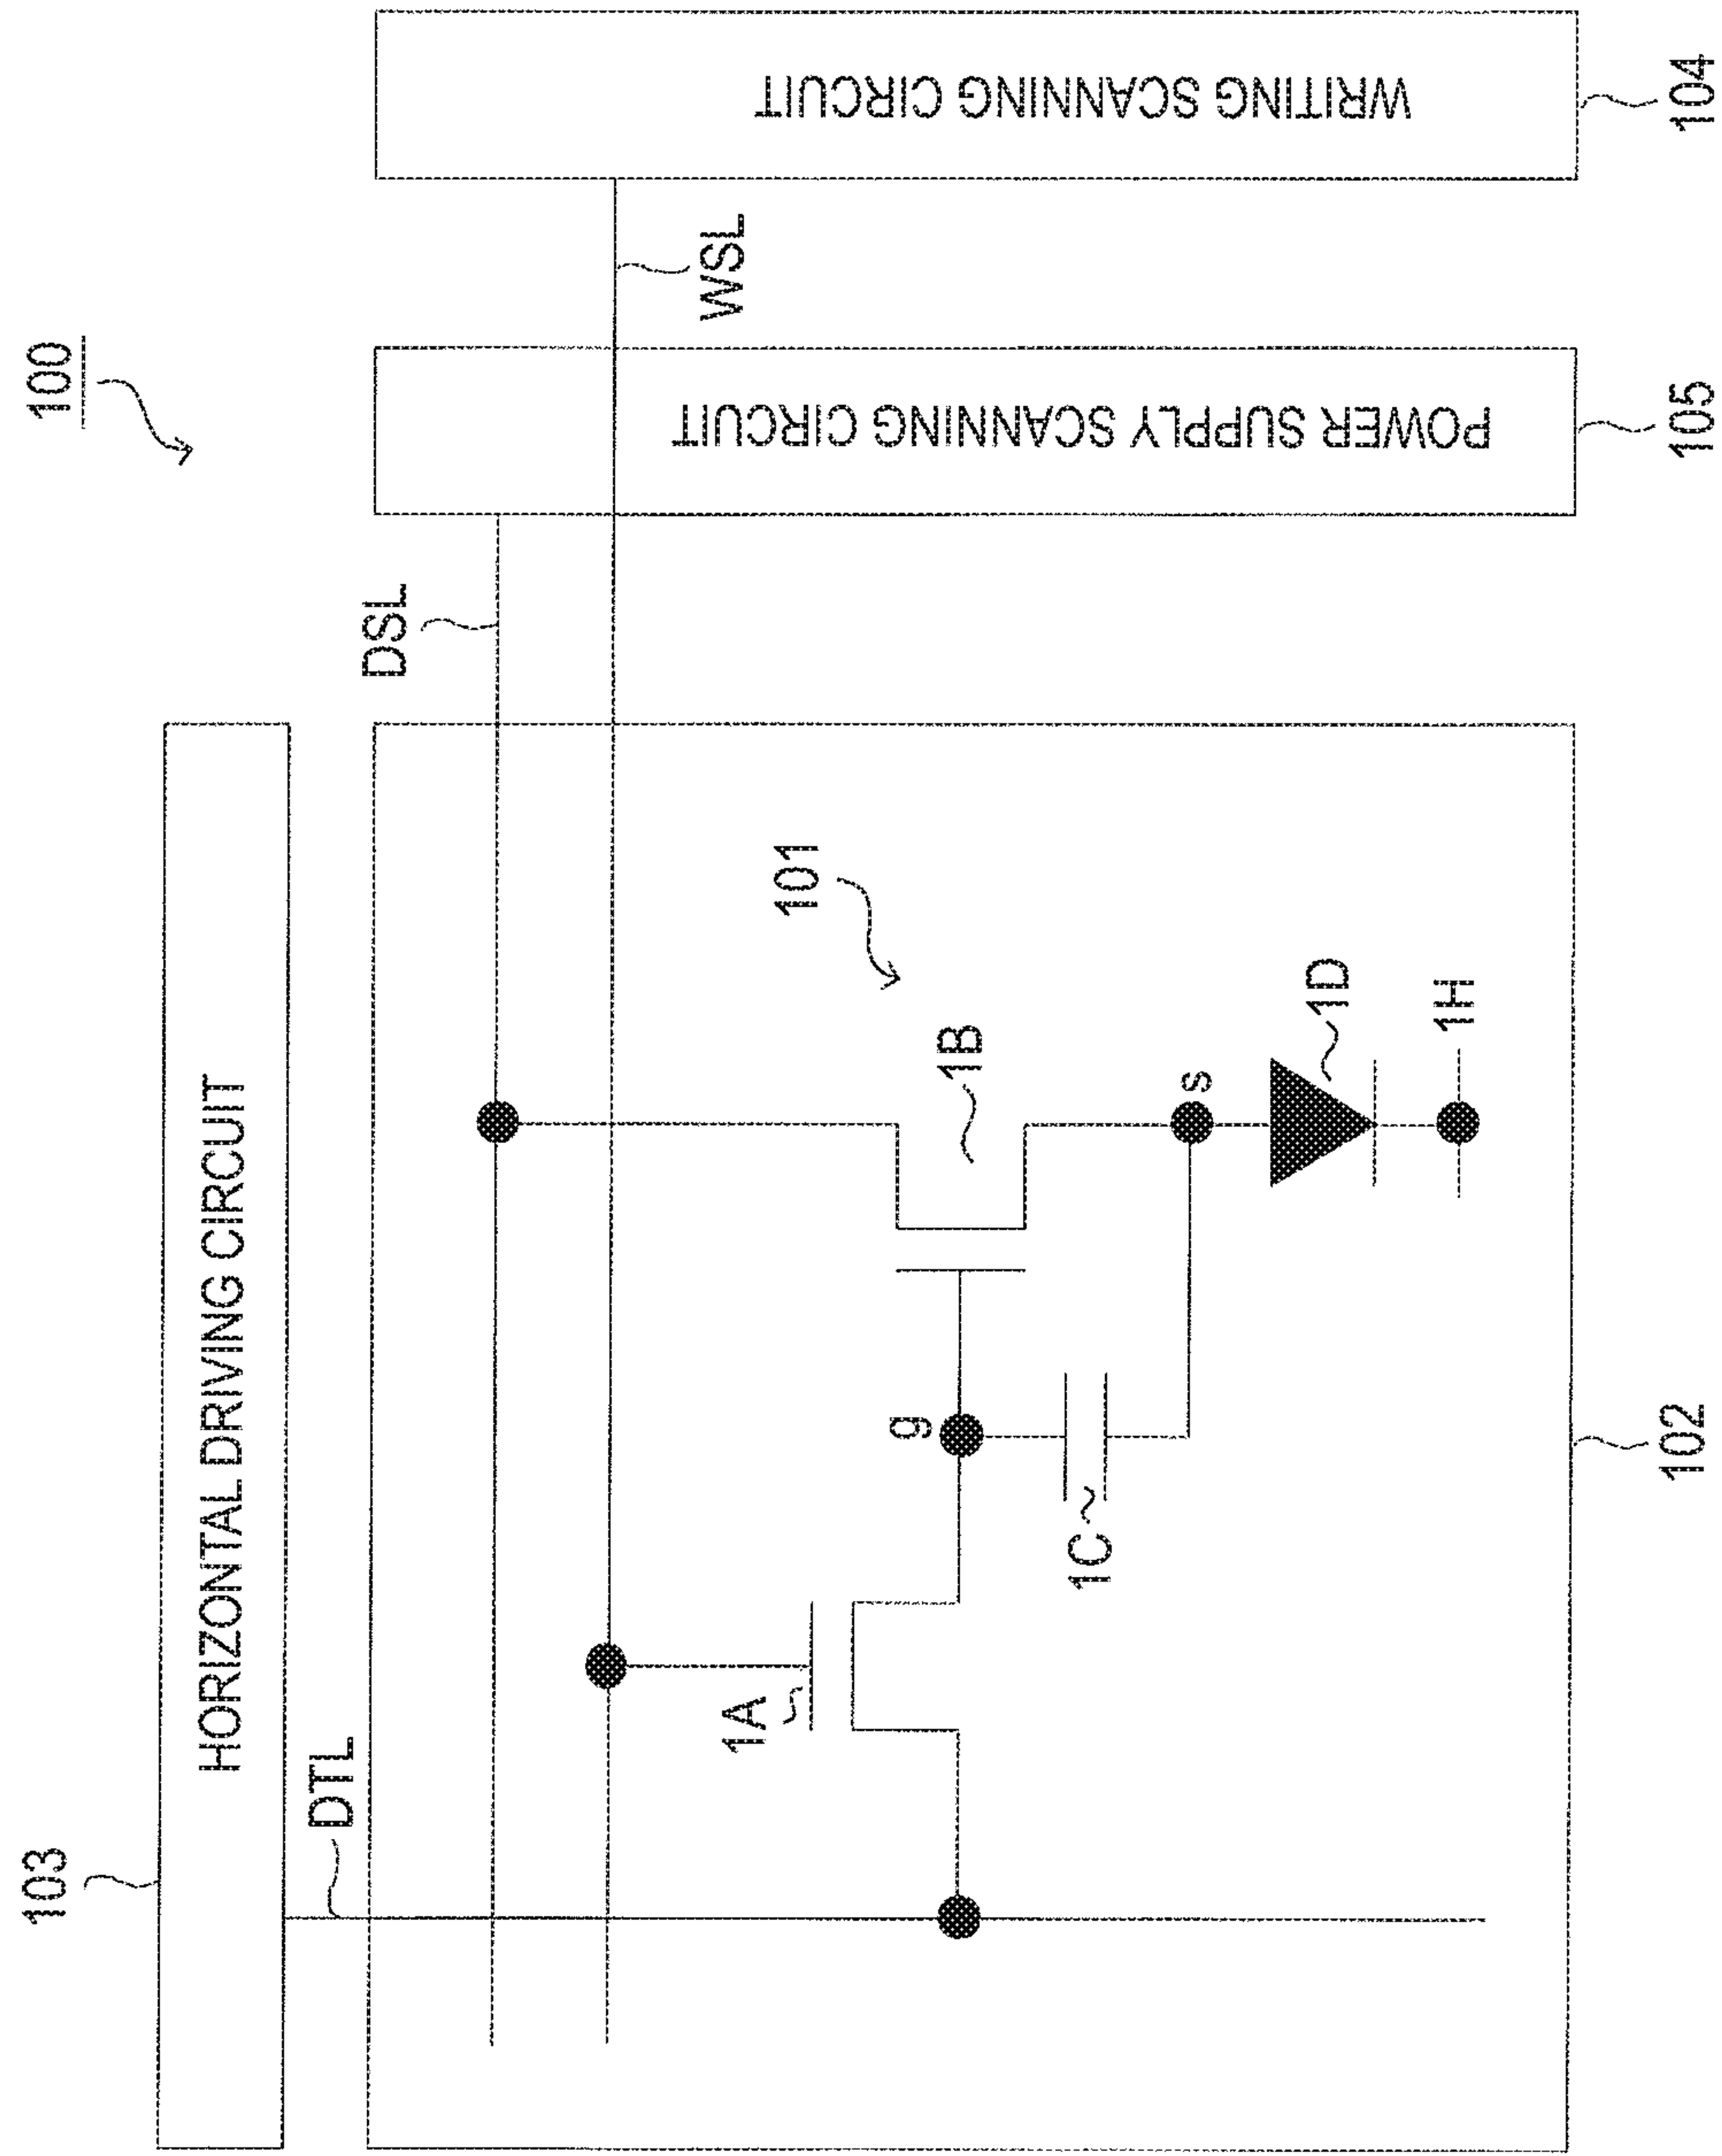 100
103
HORIZONTAL DRIVING CIRCUIT
DTL
DSL
WSL
POWER SUPPLY SCANNING CIRCUIT
105
WRITING SCANNING CIRCUIT
104
101
1A
1B
g
s
1C
1D
1H
102